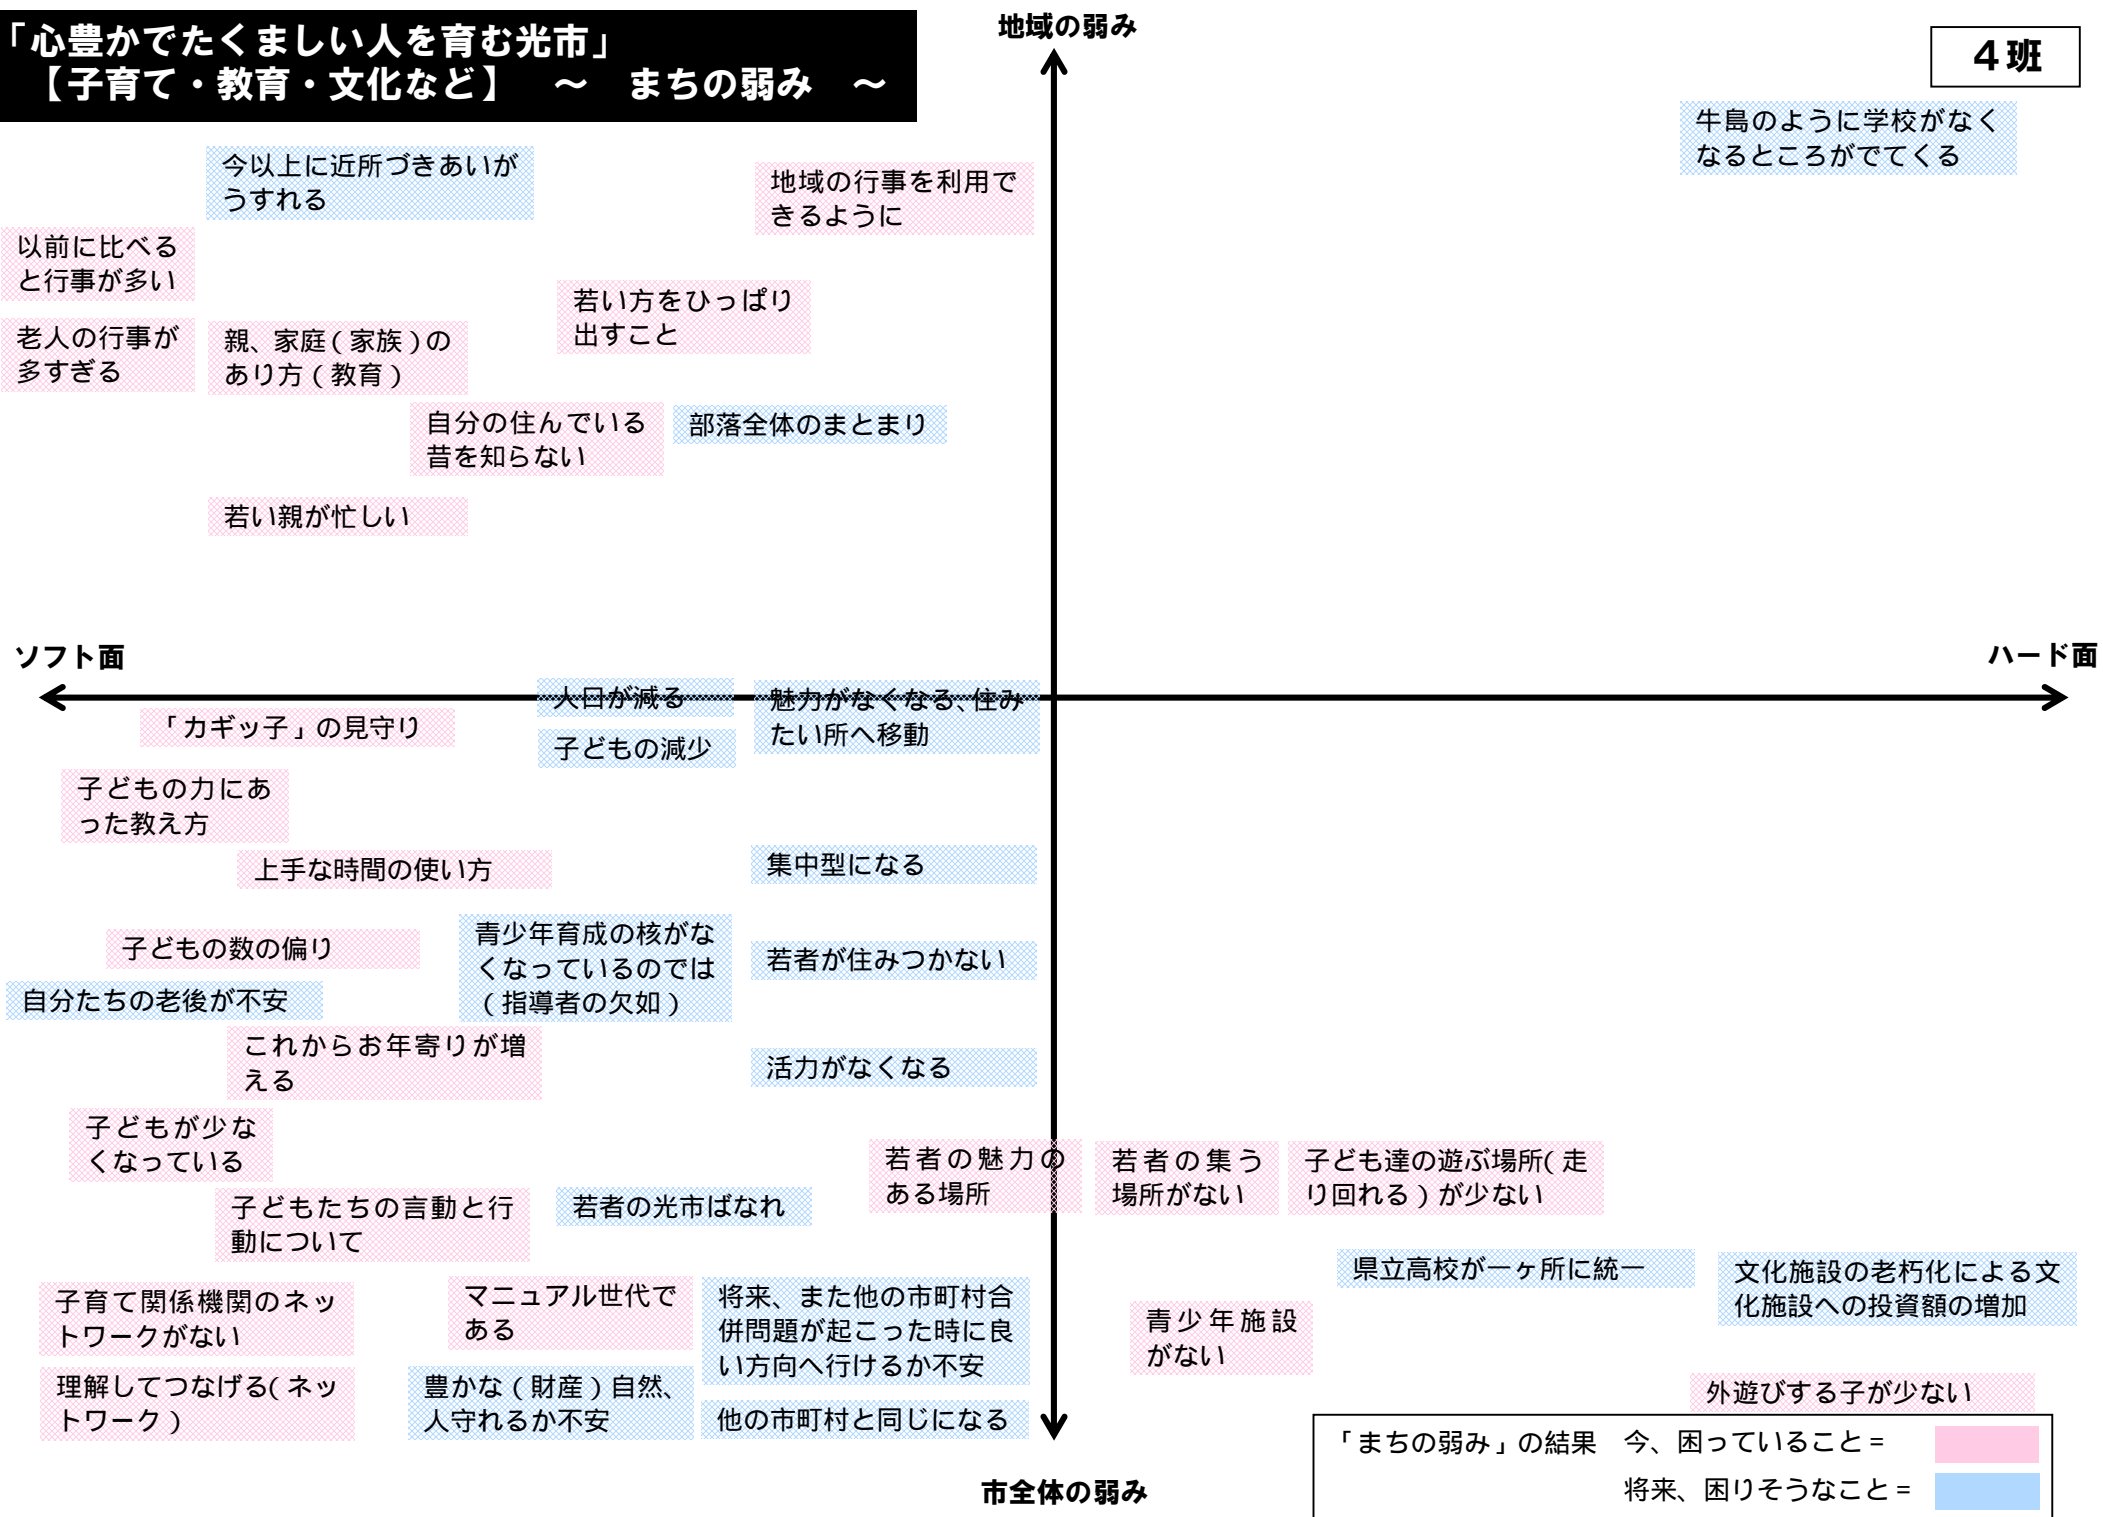 「心豊かでたくましい人を育む光市」
【子育て・教育・文化など】　～　まちの弱み　～
地域の弱み
４班
牛島のように学校がなく
なるところがでてくる
今以上に近所づきあいが
うすれる
地域の行事を利用で
きるように
以前に比べる
と行事が多い
若い方をひっぱり
出すこと
老人の行事が
多すぎる
親、家庭（家族）の
あり方（教育）
自分の住んでいる
昔を知らない
部落全体のまとまり
若い親が忙しい
ソフト面
ハード面
人口が減る
魅力がなくなる、住み
たい所へ移動
「カギッ子」の見守り
子どもの減少
子どもの力にあ
った教え方
上手な時間の使い方
集中型になる
子どもの数の偏り
青少年育成の核がな
くなっているのでは
（指導者の欠如）
若者が住みつかない
自分たちの老後が不安
これからお年寄りが増
える
活力がなくなる
子どもが少な
くなっている
若者の魅力の
ある場所
若者の集う
場所がない
子ども達の遊ぶ場所（走
り回れる）が少ない
子どもたちの言動と行
動について
若者の光市ばなれ
県立高校が一ヶ所に統一
文化施設の老朽化による文
化施設への投資額の増加
子育て関係機関のネッ
トワークがない
マニュアル世代で
ある
将来、また他の市町村合
併問題が起こった時に良
い方向へ行けるか不安
青少年施設
がない
理解してつなげる（ネッ
トワーク）
豊かな（財産）自然、
人守れるか不安
他の市町村と同じになる
外遊びする子が少ない
「まちの弱み」の結果　今、困っていること＝
将来、困りそうなこと＝
市全体の弱み